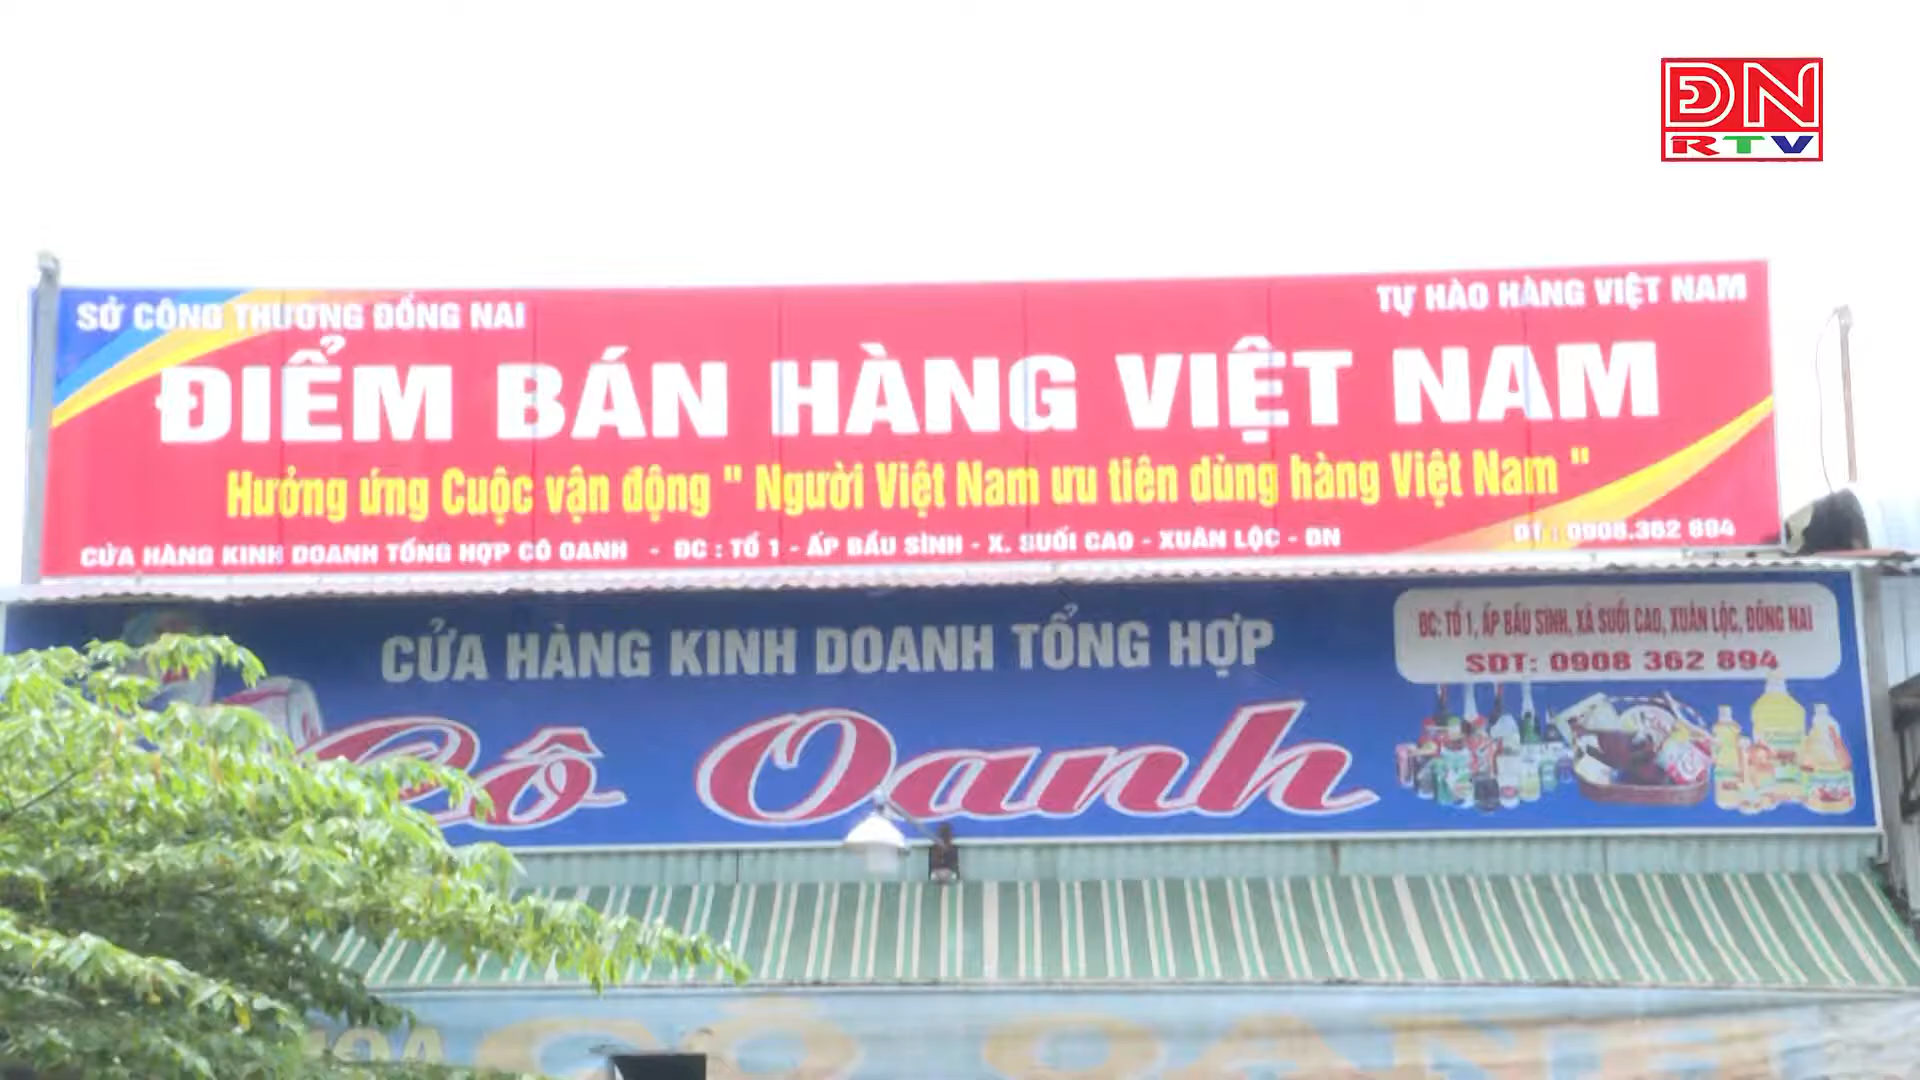 ĐN
RTV
SỞ CÔNG THƯƠNG ĐỒNG NAI
TỰ HÀO HÀNG VIỆT NAM
ĐIỂM BÁN HÀNG VIỆT NAM
Hưởng ứng Cuộc vận động " Người Việt Nam ưu tiên dùng hàng Việt Nam "
CỬA HÀNG KINH DOANH TỔNG HỢP CÔ OANH - ĐC : TỔ 1 - ẤP BẦU SÌNH - X. SUỐI CAO - XUÂN LỘC - ĐN
ĐT : 0908.362 894
CỬA HÀNG KINH DOANH TỔNG HỢP
Cô Oanh
ĐC: TỔ 1, ẤP BẦU SÌNH, XÃ SUỐI CAO, XUÂN LỘC, ĐỒNG NAI
SĐT: 0908 362 894
CÔ OANH